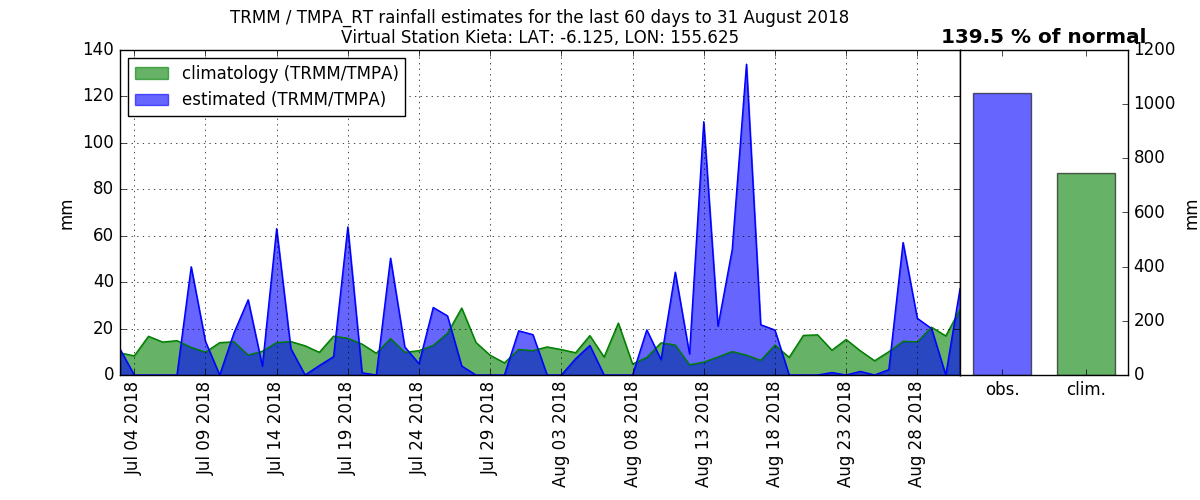 TRMM / TMPA_RT rainfall estimates for the last 60 days to 31 August 2018
Virtual Station Kieta: LAT: -6.125, LON: 155.625
139.5 % of normal
climatology (TRMM/TMPA)
estimated (TRMM/TMPA)
mm
140
120
100
80
60
40
20
0
Jul 04 2018
Jul 09 2018
Jul 14 2018
Jul 19 2018
Jul 24 2018
Jul 29 2018
Aug 03 2018
Aug 08 2018
Aug 13 2018
Aug 18 2018
Aug 23 2018
Aug 28 2018
obs.
clim.
1200
1000
800
600
400
200
0
mm